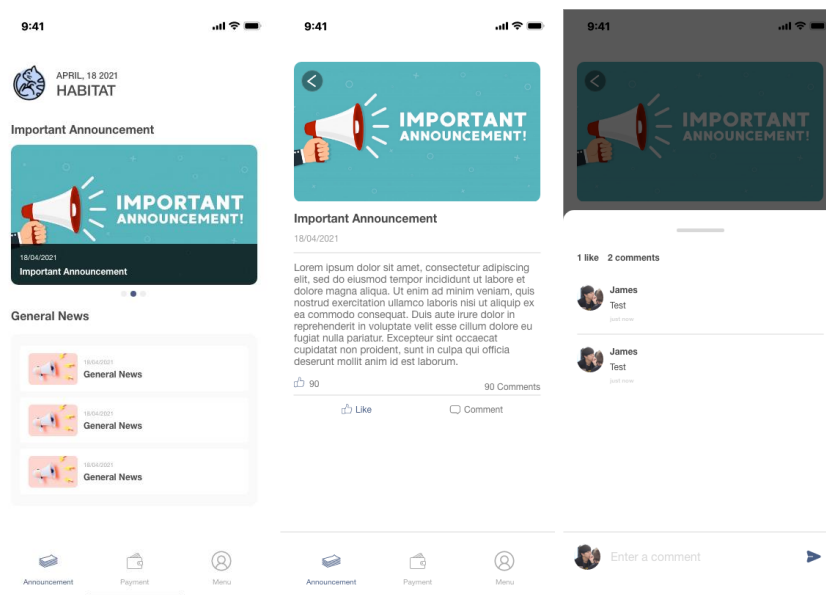 9:41
APRIL, 18 2021
HABITAT
Important Announcement
IMPORTANT
ANNOUNCEMENT!
18/04/2021
Important Announcement
General News
18/04/2021
General News
18/04/2021
General News
18/04/2021
General News
Announcement
Payment
Menu
9:41
IMPORTANT
ANNOUNCEMENT!
Important Announcement
18/04/2021
Lorem ipsum dolor sit amet, consectetur adipiscing
elit, sed do eiusmod tempor incididunt ut labore et
dolore magna aliqua. Ut enim ad minim veniam, quis
nostrud exercitation ullamco laboris nisi ut aliquip ex
ea commodo consequat. Duis aute irure dolor in
reprehenderit in voluptate velit esse cillum dolore eu
fugiat nulla pariatur. Excepteur sint occaecat
cupidatat non proident, sunt in culpa qui officia
deserunt mollit anim id est laborum.
90
90 Comments
Like
Comment
Announcement
Payment
Menu
9:41
IMPORTANT
ANNOUNCEMENT!
1 like 2 comments
James
Test
just now
James
Test
just now
Enter a comment